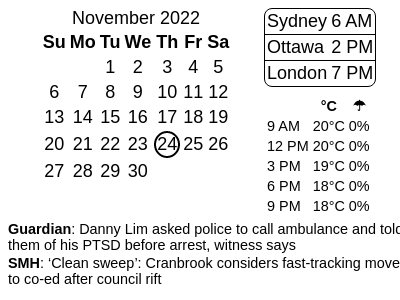 November 2022
Su Mo Tu We Th Fr Sa
1 2 3 4 5
6 7 8 9 10 11 12
13 14 15 16 17 18 19
20 21 22 23 24 25 26
27 28 29 30
Sydney 6 AM
Ottawa 2 PM
London 7 PM
°C ☂
9 AM 20°C 0%
12 PM 20°C 0%
3 PM 19°C 0%
6 PM 18°C 0%
9 PM 18°C 0%
Guardian: Danny Lim asked police to call ambulance and told
them of his PTSD before arrest, witness says
SMH: ‘Clean sweep’: Cranbrook considers fast-tracking move
to co-ed after council rift